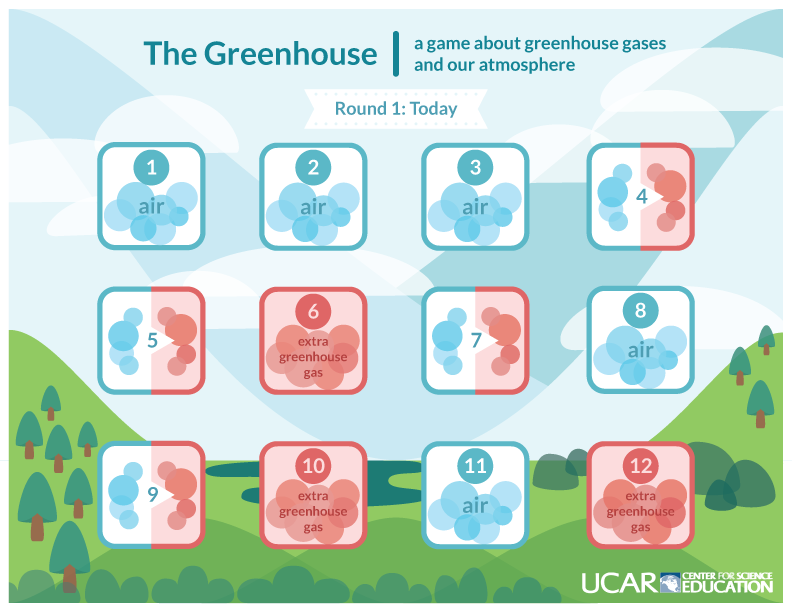 The Greenhouse
a game about greenhouse gases
and our atmosphere
Round 1: Today
1
air
2
air
3
air
4
5
6
extra
greenhouse
gas
7
8
air
9
10
extra
greenhouse
gas
11
air
12
extra
greenhouse
gas
UCAR
CENTER FOR SCIENCE
EDUCATION